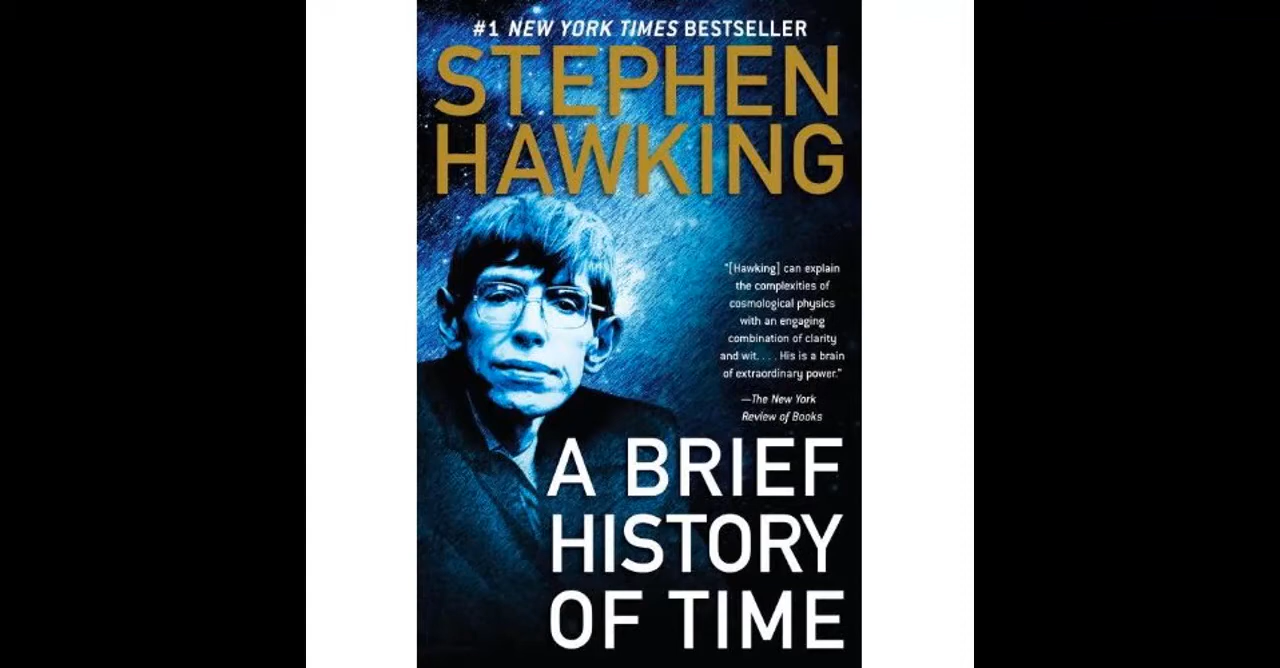 #1 NEW YORK TIMES BESTSELLER
STEPHEN
HAWKING
"[Hawking] can explain
the complexities of
cosmological physics
with an engaging
combination of clarity
and wit. . . . His is a brain
of extraordinary power."
—The New York
Review of Books
A BRIEF
HISTORY
OF TIME